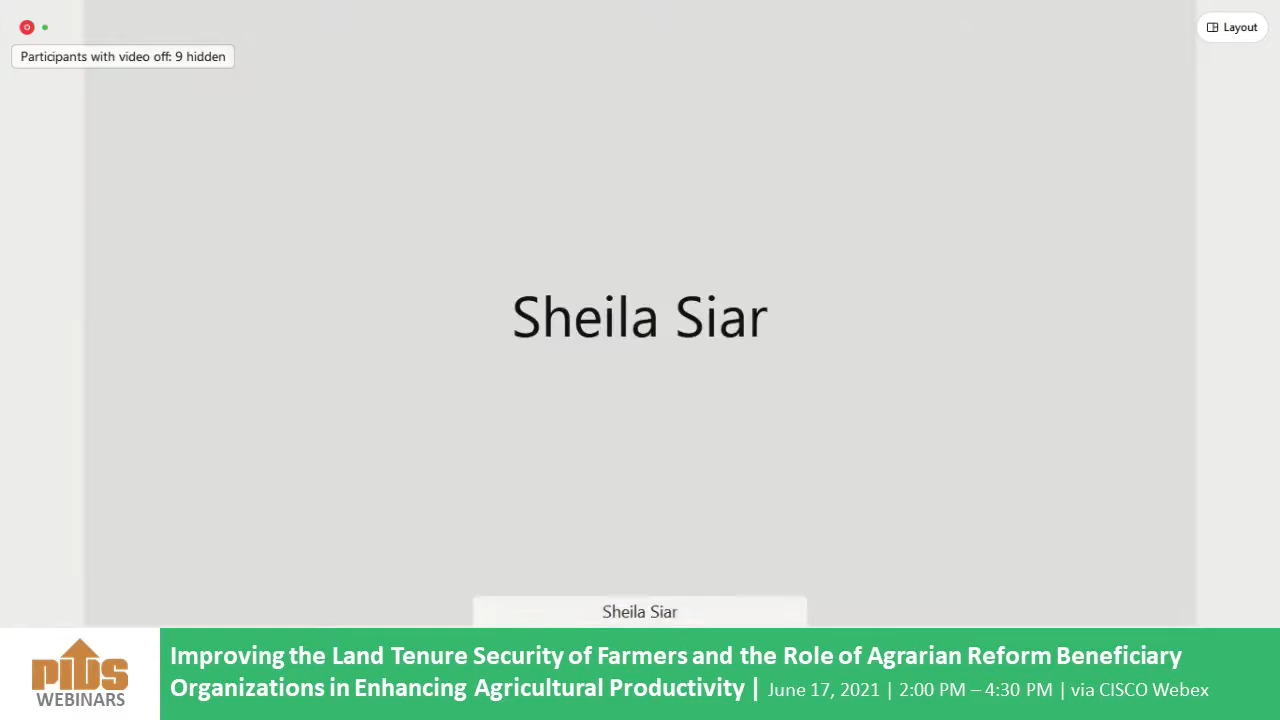 Layout
Participants with video off: 9 hidden
Sheila Siar
Sheila Siar
PIDS
WEBINARS
Improving the Land Tenure Security of Farmers and the Role of Agrarian Reform Beneficiary
Organizations in Enhancing Agricultural Productivity | June 17, 2021 | 2:00 PM – 4:30 PM | via CISCO Webex